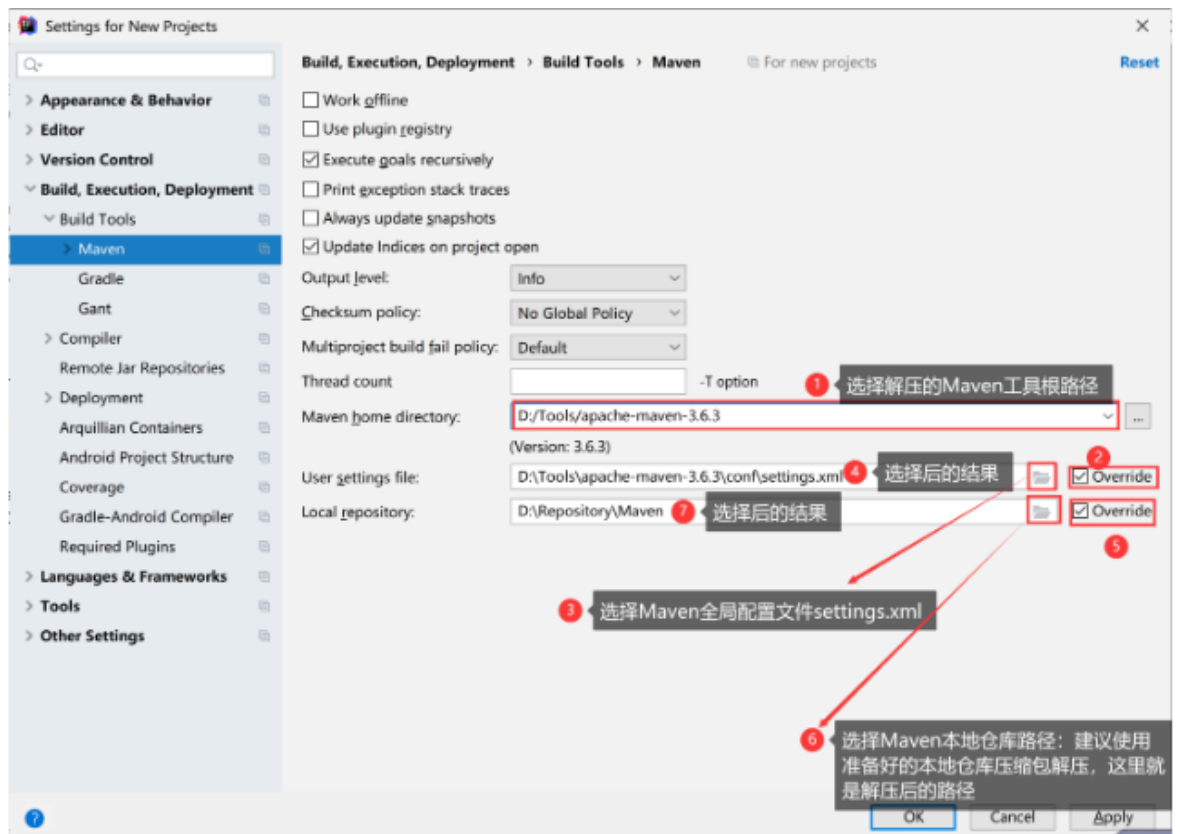 Settings for New Projects
Build, Execution, Deployment › Build Tools › Maven For new projects Reset
Appearance & Behavior
Editor
Version Control
Build, Execution, Deployment
Build Tools
Maven
Gradle
Gant
Compiler
Remote Jar Repositories
Deployment
Arquillian Containers
Android Project Structure
Coverage
Gradle-Android Compiler
Required Plugins
Languages & Frameworks
Tools
Other Settings
Work offline
Use plugin registry
Execute goals recursively
Print exception stack traces
Always update snapshots
Update Indices on project open
Output level: Info
Checksum policy: No Global Policy
Multiproject build fail policy: Default
Thread count -T option
1 选择解压的Maven工具根路径
Maven home directory: D:/Tools/apache-maven-3.6.3 ...
(Version: 3.6.3)
2
User settings file: D:\Tools\apache-maven-3.6.3\conf\settings.xml 4 选择后的结果 Override
Local repository: D:\Repository\Maven 7 选择后的结果 Override
5
3 选择Maven全局配置文件settings.xml
6 选择Maven本地仓库路径：建议使用
准备好的本地仓库压缩包解压，这里就
是解压后的路径
? OK Cancel Apply